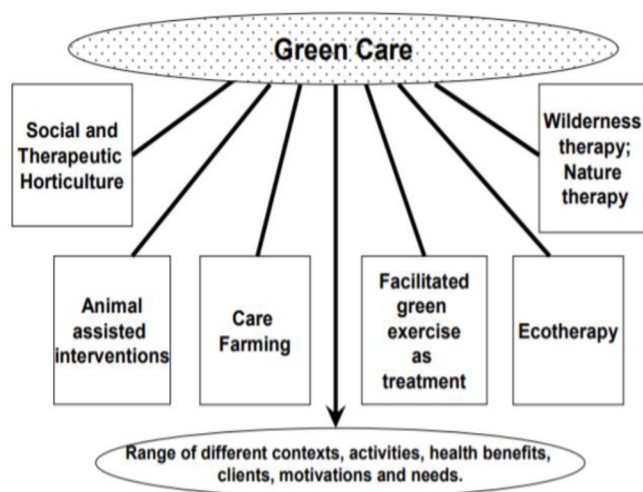 Green Care
Social and
Therapeutic
Horticulture
Wilderness
therapy;
Nature
therapy
Animal
assisted
interventions
Care
Farming
Facilitated
green
exercise
as
treatment
Ecotherapy
Range of different contexts, activities, health benefits,
clients, motivations and needs.